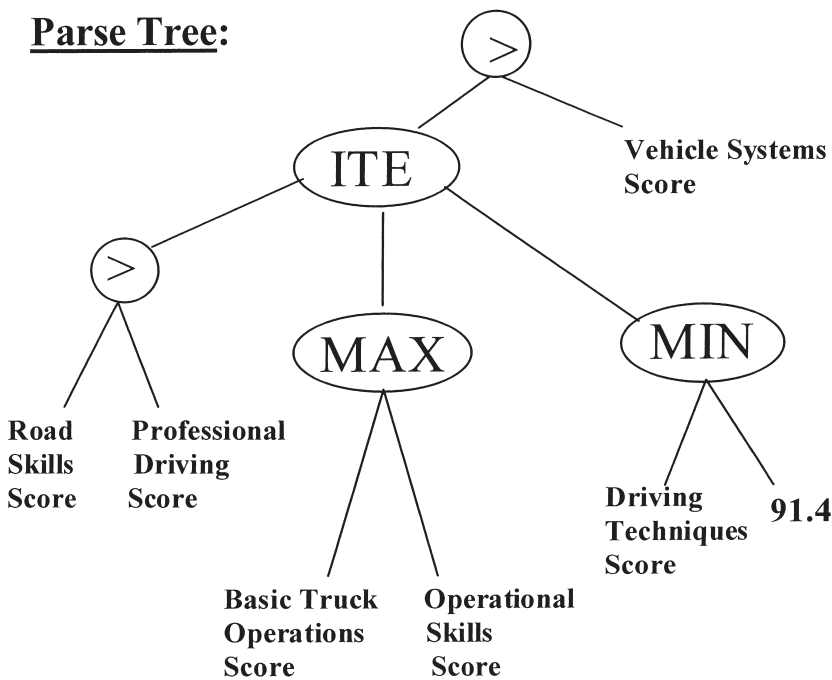 Parse Tree:
>
ITE
Vehicle Systems
Score
>
MAX
MIN
Road
Skills
Score
Professional
Driving
Score
Driving
Techniques
Score
91.4
Basic Truck
Operations
Score
Operational
Skills
Score